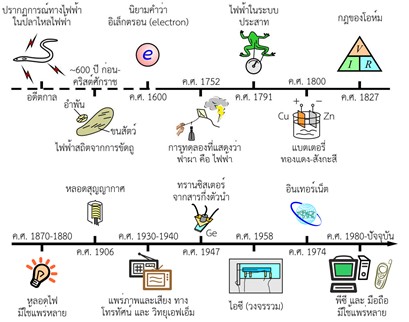 ปรากฏการณ์ทางไฟฟ้า
ในปลาไหลไฟฟ้า
นิยามคำว่า
อิเล็กตรอน (electron)
ไฟฟ้าในระบบ
ประสาท
กฎของโอห์ม
~600 ปี ก่อน
คริสตศักราช
e
ค.ศ. 1752
ค.ศ. 1800
V
I R
อดีตกาล
ค.ศ. 1600
ค.ศ. 1791
ค.ศ. 1827
อำพัน
ขนสัตว์
ไฟฟ้าสถิตจากการขัดถู
การทดลองที่แสดงว่า
ฟ้าผ่า คือ ไฟฟ้า
+ -
Cu Zn
แบตเตอรี่
ทองแดง-สังกะสี
หลอดสุญญากาศ
ทรานซิสเตอร์
จากสารกึ่งตัวนำ
Ge
อินเทอร์เน็ต
ค.ศ. 1870-1880
ค.ศ. 1930-1940
ค.ศ. 1958
ค.ศ. 1980-ปัจจุบัน
ค.ศ. 1906
ค.ศ. 1947
ค.ศ. 1974
หลอดไฟ
มีใช้แพร่หลาย
แพร่ภาพและเสียง ทาง
โทรทัศน์ และ วิทยุเอฟเอ็ม
ไอซี (วงจรรวม)
พีซี และ มือถือ
มีใช้แพร่หลาย